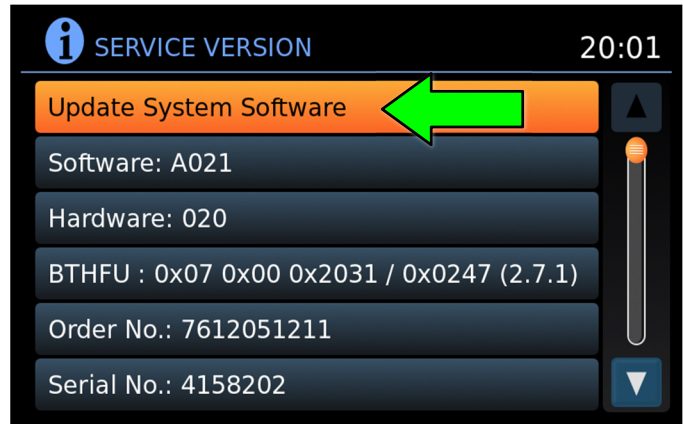 i SERVICE VERSION 20:01
Update System Software
Software: A021
Hardware: 020
BTHFU : 0x07 0x00 0x2031 / 0x0247 (2.7.1)
Order No.: 7612051211
Serial No.: 4158202